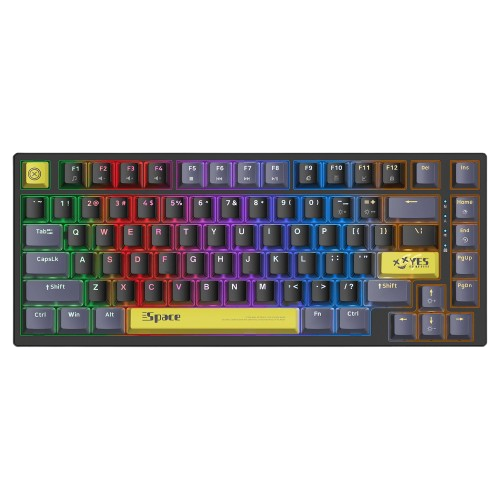 F1 F2 F3 F4 F5 F6 F7 F8 F9 F10 F11 F12 Del Ins
~ 1! 2@ 3# 4$ 5% 6^ 7& 8* 9( 0) Home
Tab Q W E R T Y U I O P [{ ]} \| End
CapsLk A S D F G H J K L YES PgUp
Shift Z X C V B N M <, >. /? Shift PgDn
Ctrl Win Alt Space Fn Ctrl